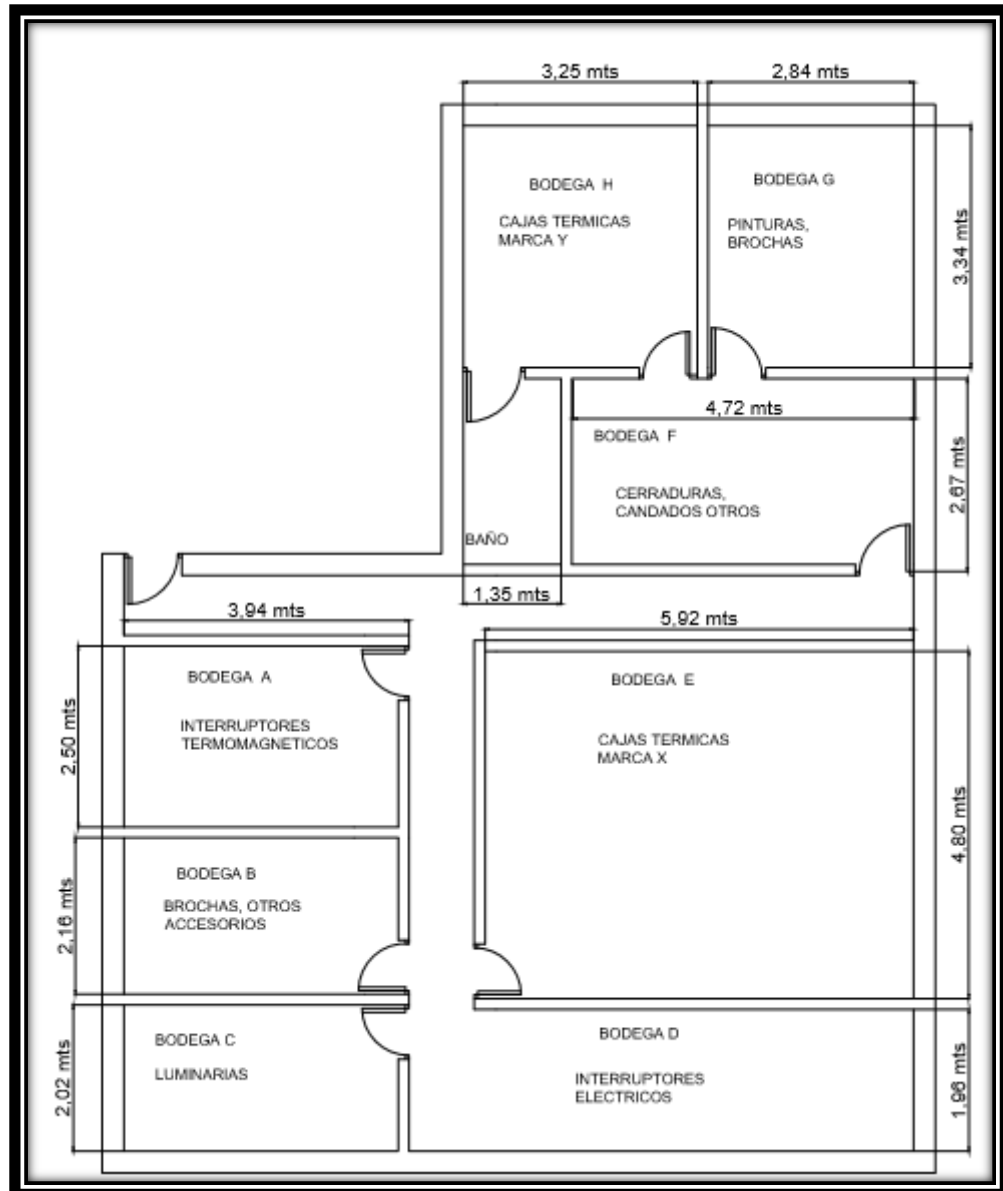 3,25 mts
2,84 mts
BODEGA H
CAJAS TERMICAS
MARCA Y
BODEGA G
PINTURAS,
BROCHAS
3,34 mts
4,72 mts
BODEGA F
CERRADURAS,
CANDADOS OTROS
2,67 mts
BAÑO
1,35 mts
3,94 mts
5,92 mts
BODEGA A
INTERRUPTORES
TERMOMAGNETICOS
2,50 mts
BODEGA E
CAJAS TERMICAS
MARCA X
4,80 mts
BODEGA B
BROCHAS, OTROS
ACCESORIOS
2,16 mts
BODEGA C
LUMINARIAS
2,02 mts
BODEGA D
INTERRUPTORES
ELECTRICOS
1,96 mts